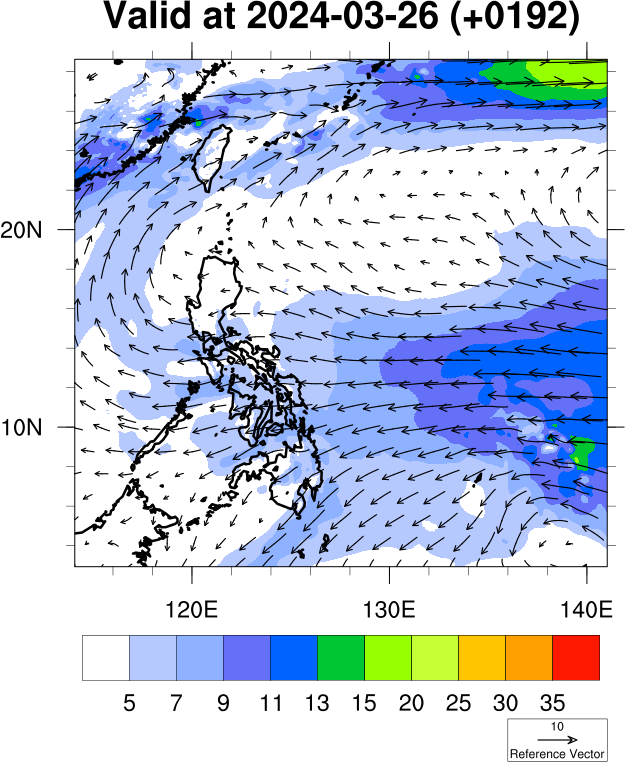 Valid at 2024-03-26 (+0192)
20N
10N
120E 130E 140E
5 7 9 11 13 15 20 25 30 35
10
Reference Vector